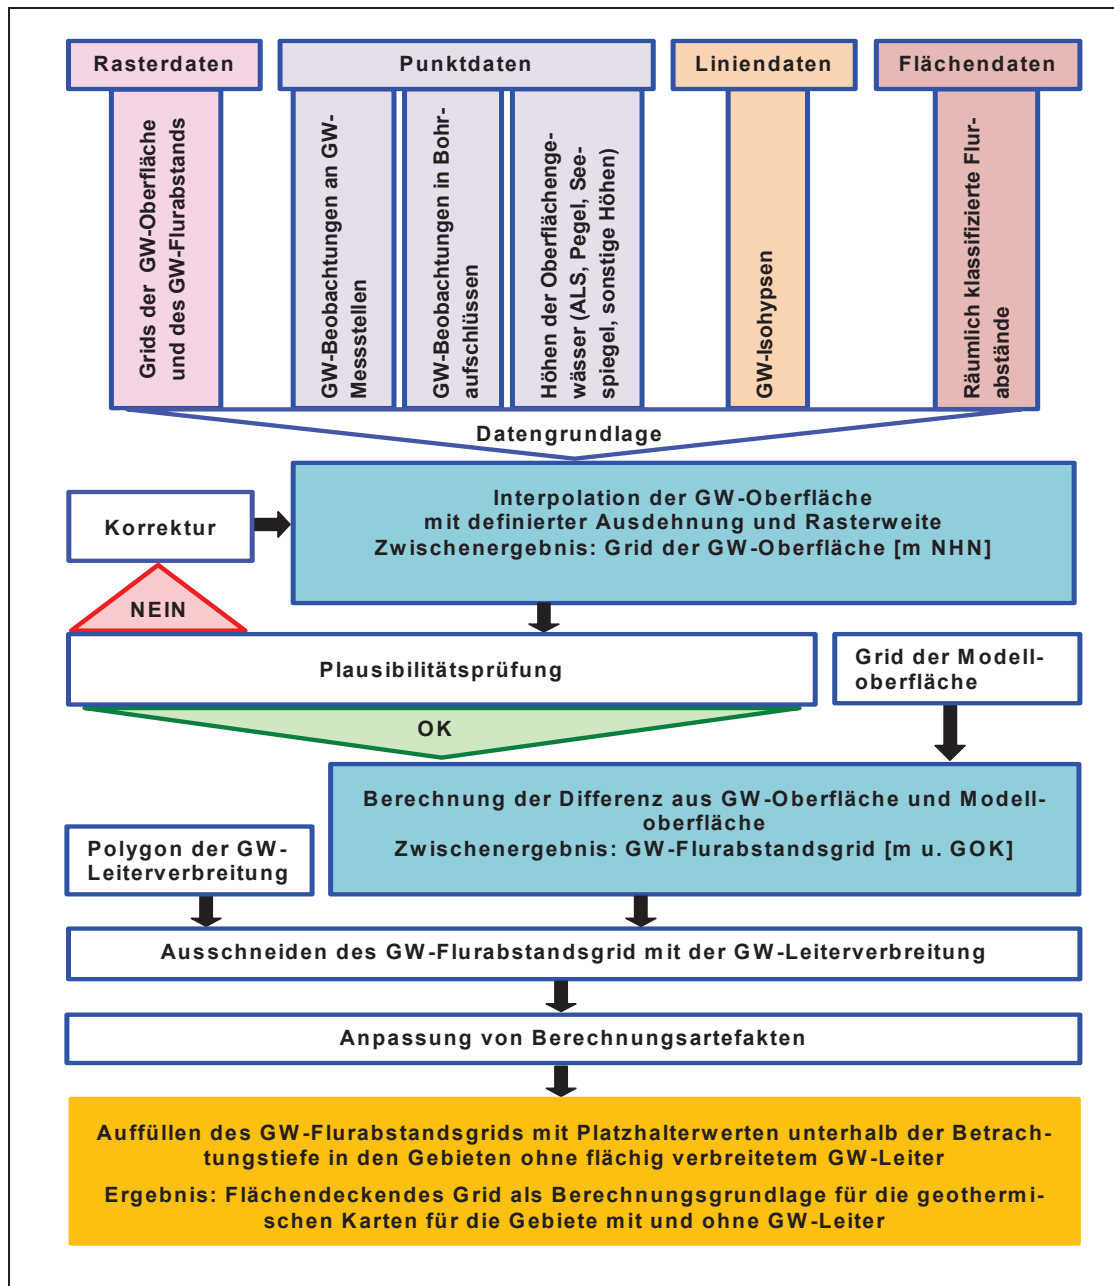 Rasterdaten
Punktdaten
Liniendaten
Flächendaten
Grids der GW-Oberfläche
und des GW-Flurabstands
GW-Beobachtungen an GW-
Messstellen
GW-Beobachtungen in Bohr-
aufschlüssen
Höhen der Oberflächenge-
wässer (ALS, Pegel, See-
spiegel, sonstige Höhen)
GW-Isohypsen
Räumlich klassifizierte Flur-
abstände
Datengrundlage
Korrektur
Interpolation der GW-Oberfläche
mit definierter Ausdehnung und Rasterweite
Zwischenergebnis: Grid der GW-Oberfläche [m NHN]
NEIN
Plausibilitätsprüfung
Grid der Modell-
oberfläche
OK
Berechnung der Differenz aus GW-Oberfläche und Modell-
oberfläche
Zwischenergebnis: GW-Flurabstandsgrid [m u. GOK]
Polygon der GW-
Leiterverbreitung
Ausschneiden des GW-Flurabstandsgrid mit der GW-Leiterverbreitung
Anpassung von Berechnungsartefakten
Auffüllen des GW-Flurabstandsgrids mit Platzhalterwerten unterhalb der Betrach-
tungstiefe in den Gebieten ohne flächig verbreitetem GW-Leiter
Ergebnis: Flächendeckendes Grid als Berechnungsgrundlage für die geothermi-
schen Karten für die Gebiete mit und ohne GW-Leiter